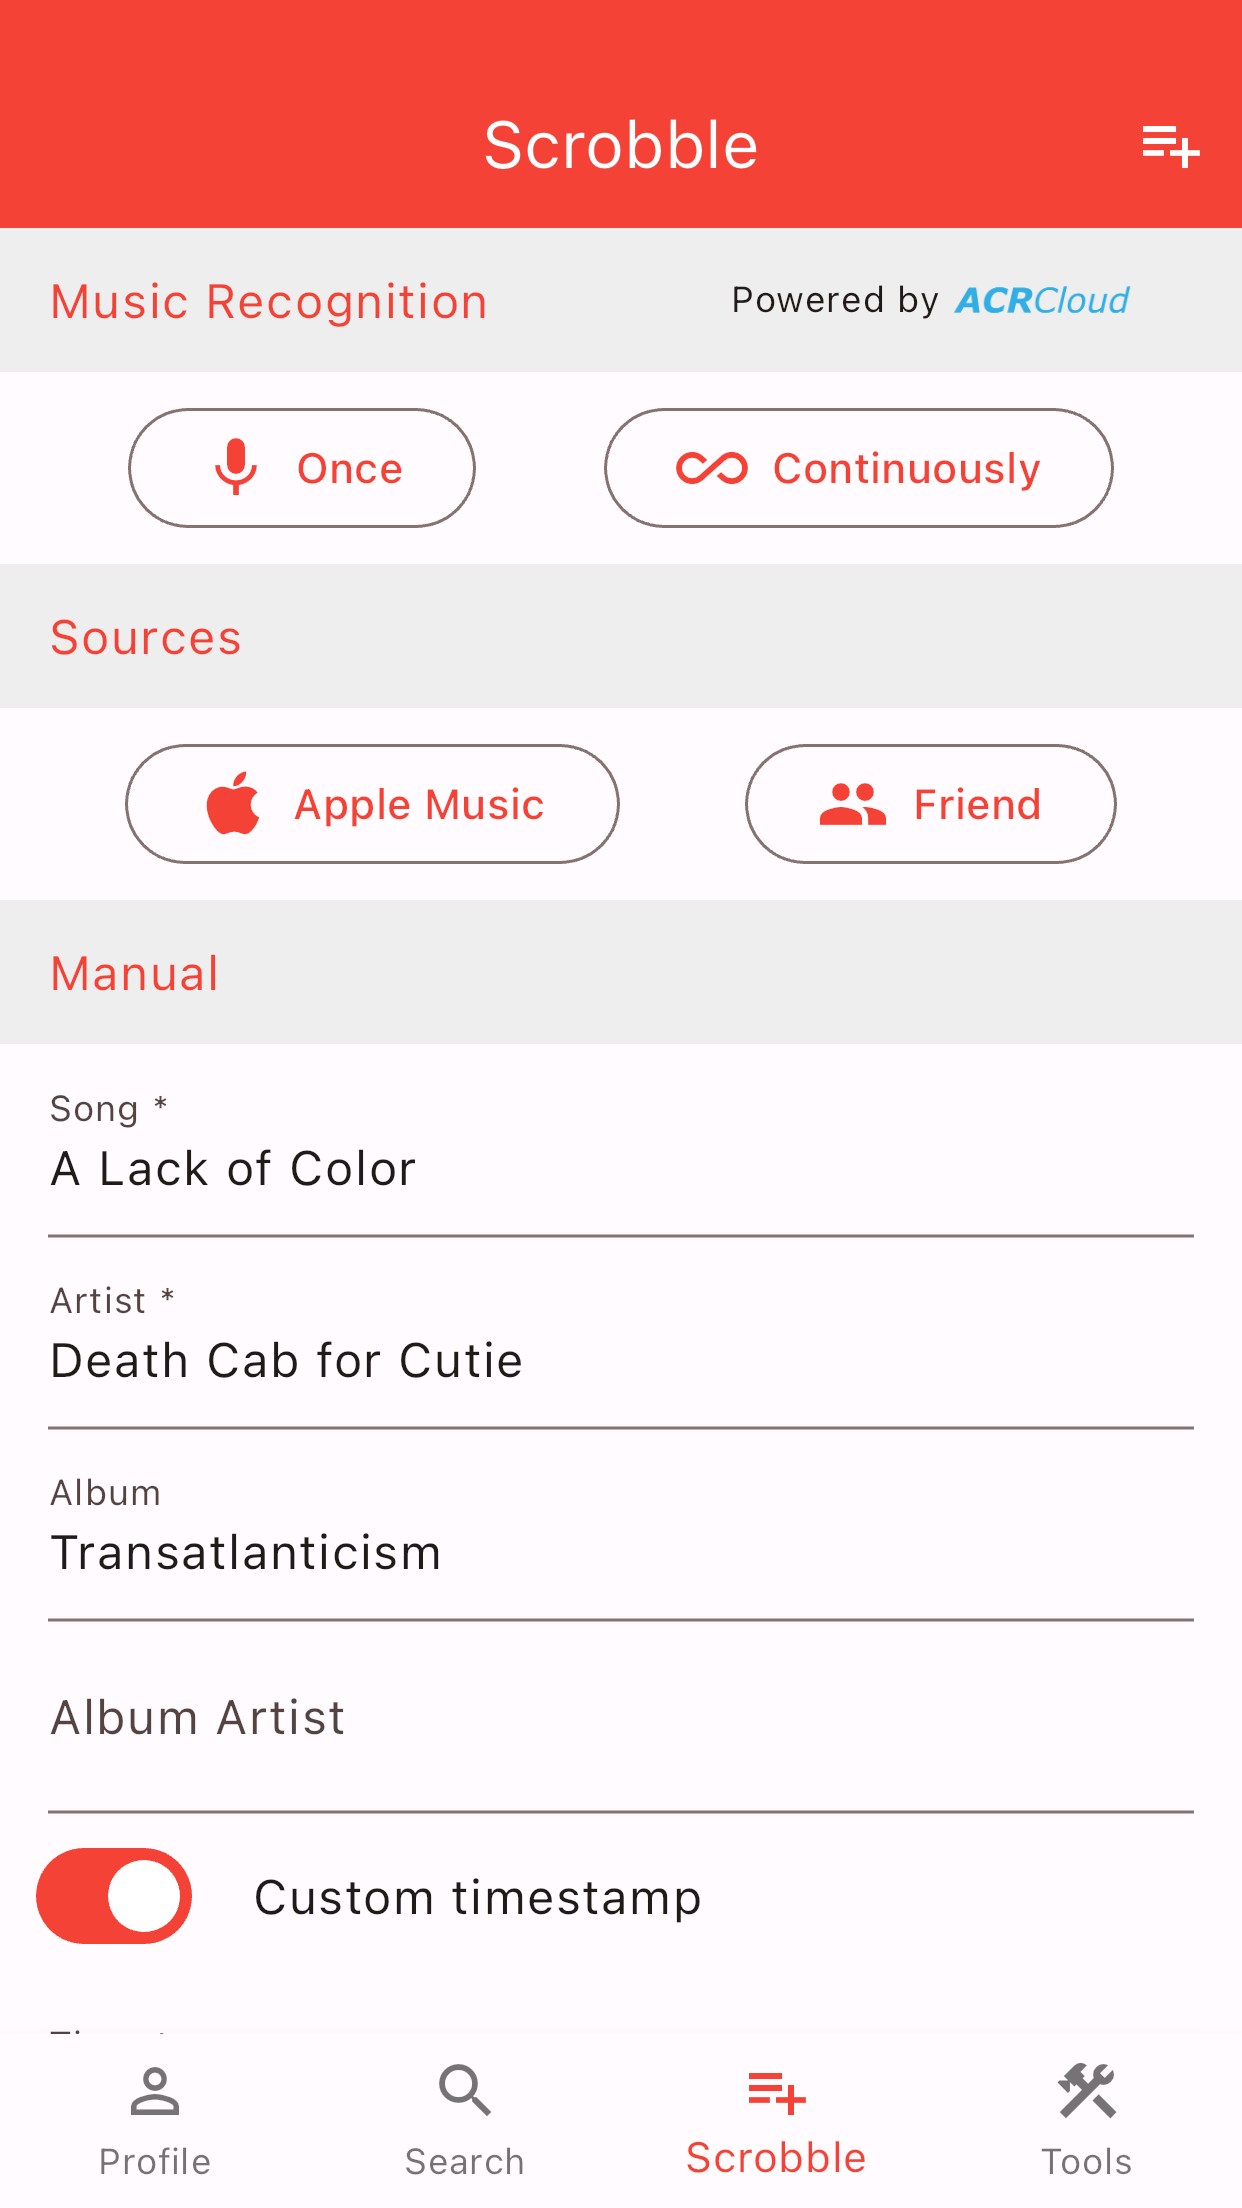 Scrobble
Music Recognition
Powered by ACRCloud
Once
Continuously
Sources
Apple Music
Friend
Manual
Song *
A Lack of Color
Artist *
Death Cab for Cutie
Album
Transatlanticism
Album Artist
Custom timestamp
Profile
Search
Scrobble
Tools